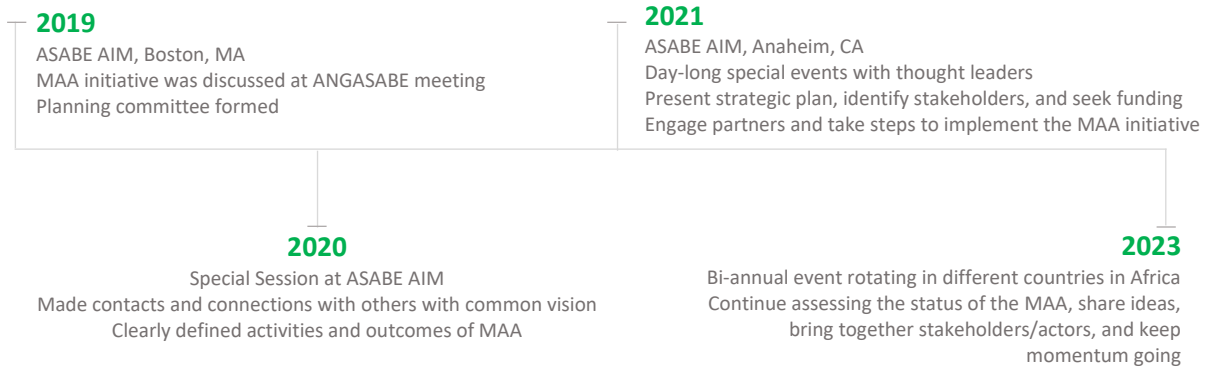 2019
ASABE AIM, Boston, MA
MAA initiative was discussed at ANGASABE meeting
Planning committee formed
2021
ASABE AIM, Anaheim, CA
Day-long special events with thought leaders
Present strategic plan, identify stakeholders, and seek funding
Engage partners and take steps to implement the MAA initiative
2020
Special Session at ASABE AIM
Made contacts and connections with others with common vision
Clearly defined activities and outcomes of MAA
2023
Bi-annual event rotating in different countries in Africa
Continue assessing the status of the MAA, share ideas,
bring together stakeholders/actors, and keep
momentum going